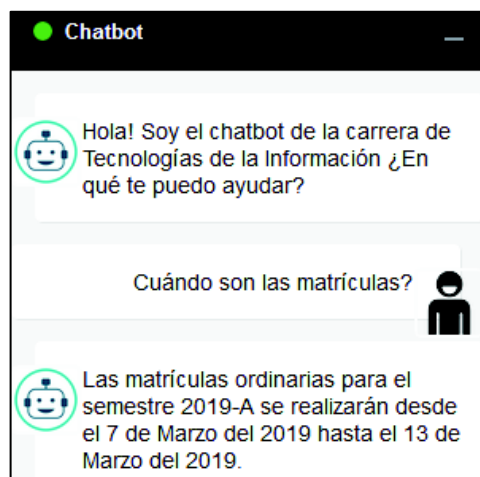 Chatbot
Hola! Soy el chatbot de la carrera de
Tecnologías de la Información ¿En
qué te puedo ayudar?
Cuándo son las matrículas?
Las matrículas ordinarias para el
semestre 2019-A se realizarán desde
el 7 de Marzo del 2019 hasta el 13 de
Marzo del 2019.